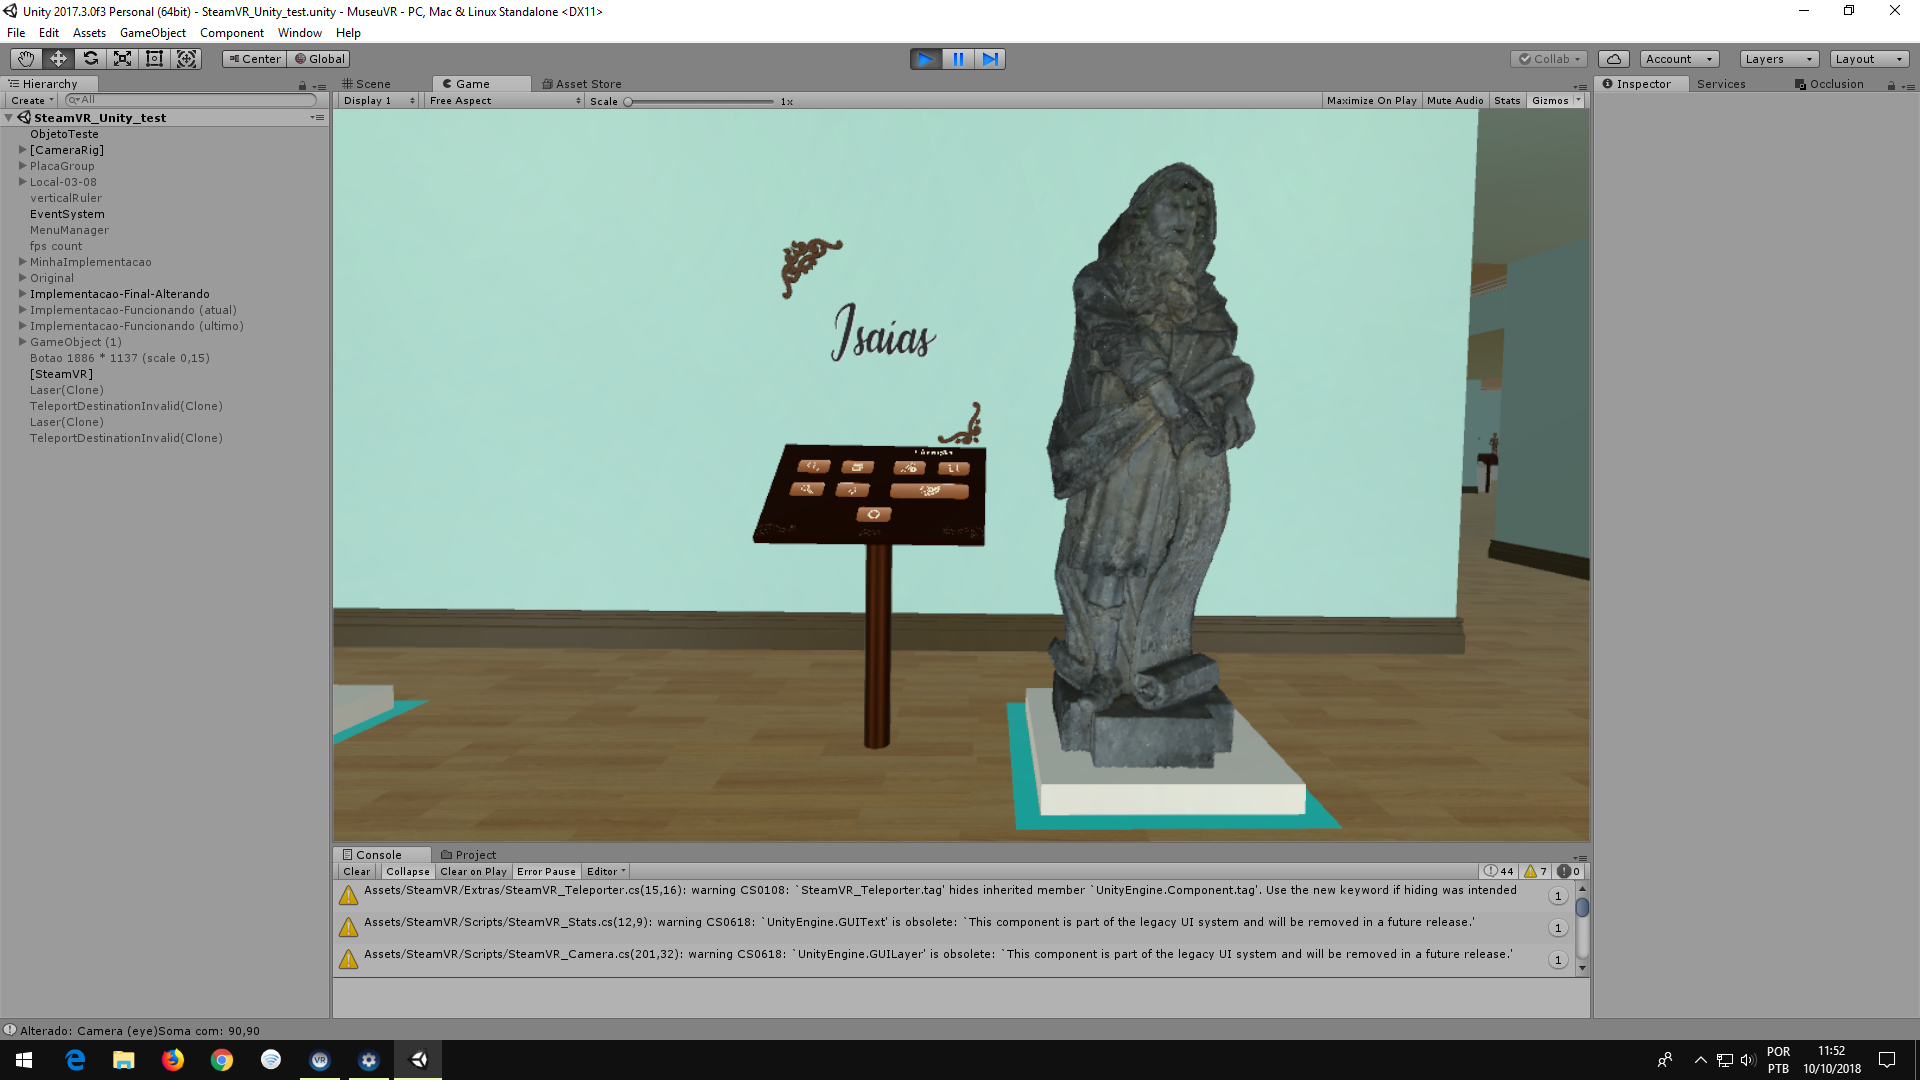 Unity 2017.3.0f3 Personal (64bit) - SteamVR_Unity_test.unity - MuseuVR - PC, Mac & Linux Standalone <DX11>
File Edit Assets GameObject Component Window Help
Center Global Collab Account Layers Layout
Hierarchy Scene Game Asset Store Inspector Services Occlusion
Create All Display 1 Free Aspect Scale 1x Maximize On Play Mute Audio Stats Gizmos
SteamVR_Unity_test
ObjetoTeste
[CameraRig]
PlacaGroup
Local-03-08
verticalRuler
EventSystem
MenuManager
fps count
MinhaImplementacao
Original
Implementacao-Final-Alterando
Implementacao-Funcionando (atual)
Implementacao-Funcionando (ultimo)
GameObject (1)
Botao 1886 * 1137 (scale 0,15)
[SteamVR]
Laser(Clone)
TeleportDestinationInvalid(Clone)
Laser(Clone)
TeleportDestinationInvalid(Clone)
Isaias
Console Project
Clear Collapse Clear on Play Error Pause Editor 44 7 0
Assets/SteamVR/Extras/SteamVR_Teleporter.cs(15,16): warning CS0108: `SteamVR_Teleporter.tag' hides inherited member `UnityEngine.Component.tag'. Use the new keyword if hiding was intended 1
Assets/SteamVR/Scripts/SteamVR_Stats.cs(12,9): warning CS0618: `UnityEngine.GUIText' is obsolete: `This component is part of the legacy UI system and will be removed in a future release.' 1
Assets/SteamVR/Scripts/SteamVR_Camera.cs(201,32): warning CS0618: `UnityEngine.GUILayer' is obsolete: `This component is part of the legacy UI system and will be removed in a future release.' 1
Alterado: Camera (eye)Soma com: 90,90
VR
POR 11:52
PTB 10/10/2018